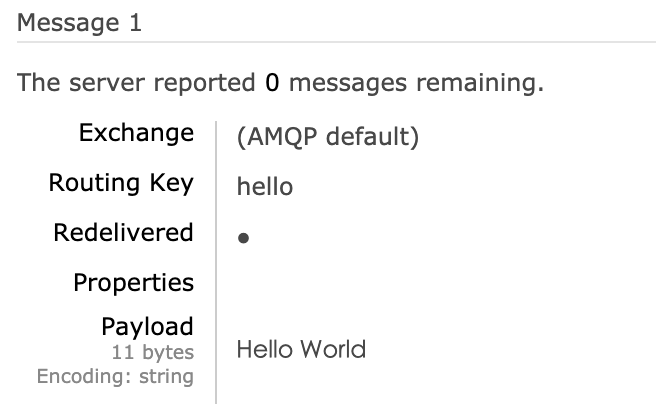 Message 1
The server reported 0 messages remaining.
Exchange (AMQP default)
Routing Key hello
Redelivered ●
Properties
Payload
11 bytes
Encoding: string
Hello World